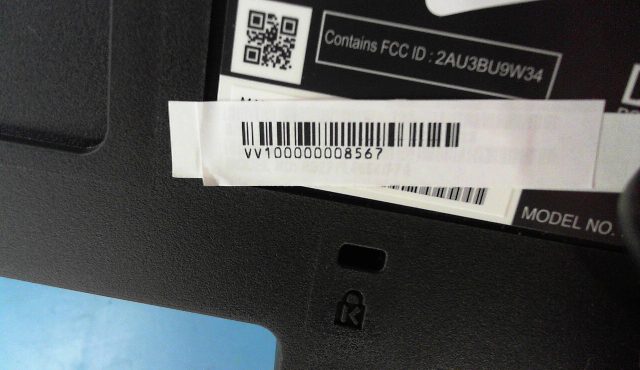 Contains FCC ID : 2AU3BU9W34
VV100000008567
MODEL NO.